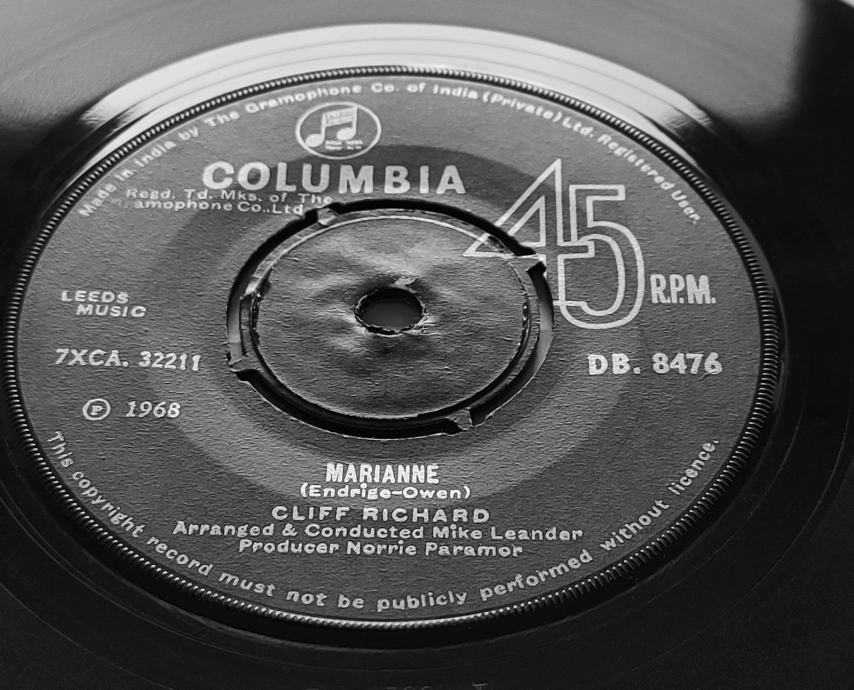 Made in India by The Gramophone Co. of India (Private) Ltd. Registered User.
COLUMBIA
Regd. Td. Mks. of The
amophone Co.,Ltd
45
R.P.M.
LEEDS
MUSIC
7XCA. 32211
DB. 8476
Ⓟ 1968
MARIANNE
(Endrige-Owen)
CLIFF RICHARD
Arranged & Conducted Mike Leander
Producer Norrie Paramor
This copyright record must not be publicly performed without licence.